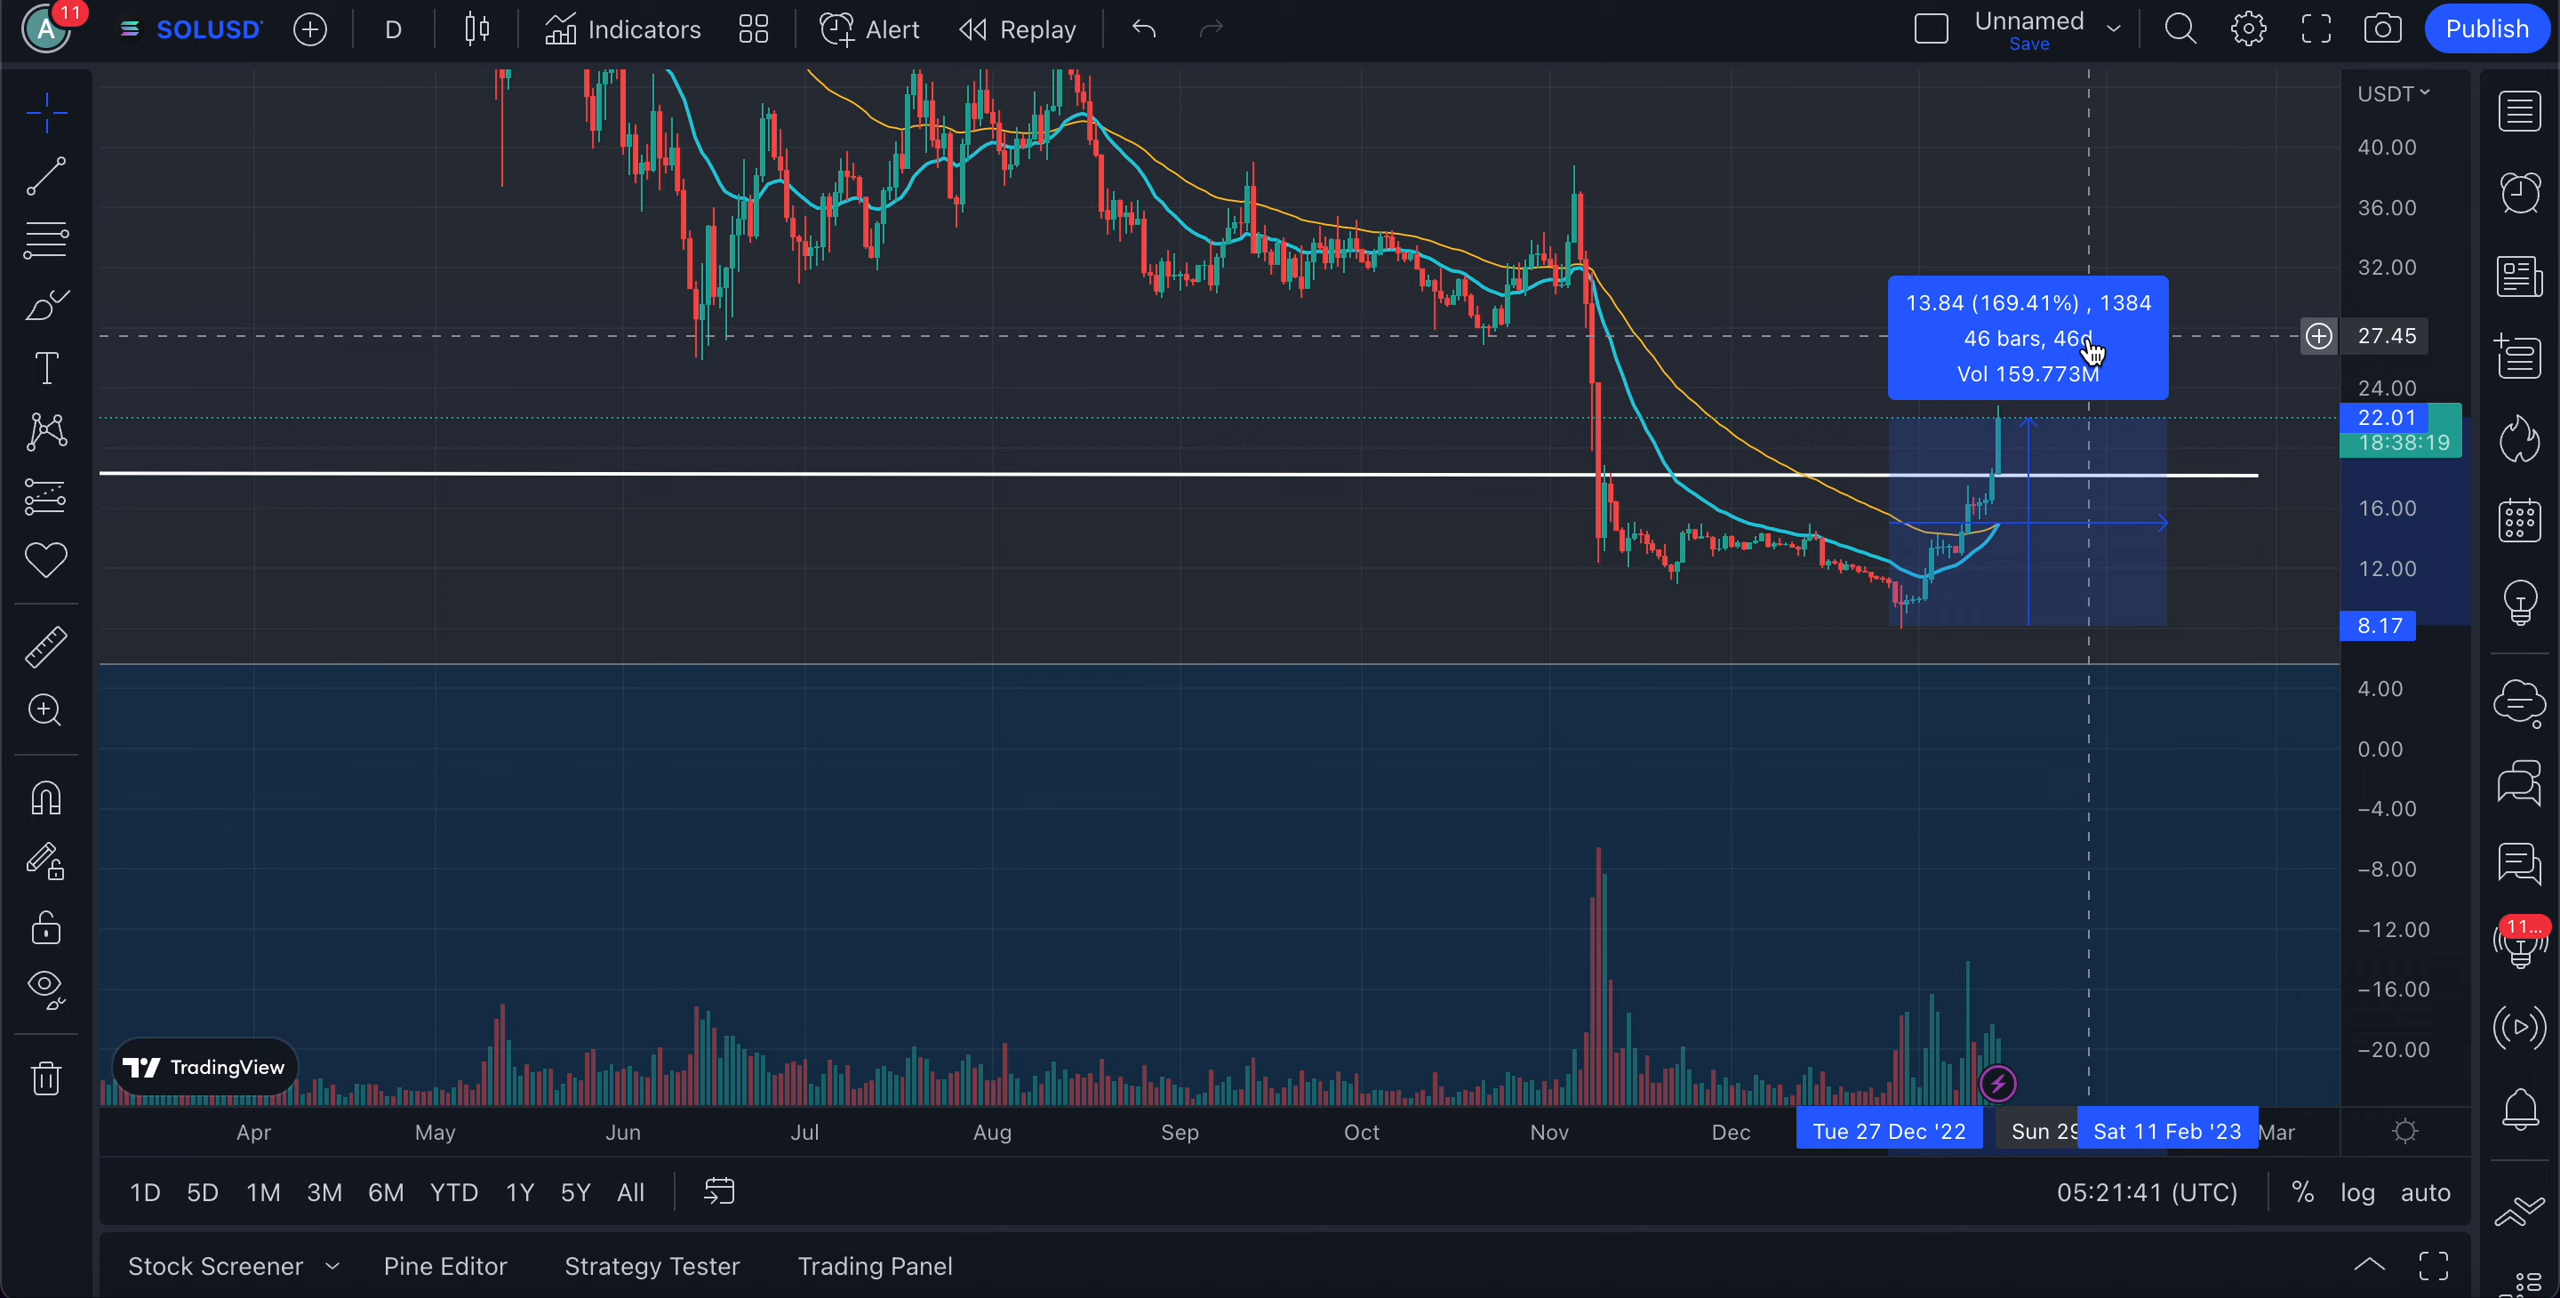 A 11 SOLUSD D Indicators Alert Replay Unnamed Save Publish
USDT
40.00
36.00
32.00
13.84 (169.41%) , 1384
46 bars, 46d
Vol 159.773M
27.45
24.00
22.01
18:38:19
16.00
12.00
8.17
4.00
0.00
−4.00
−8.00
11...
−12.00
−16.00
−20.00
TradingView
Apr May Jun Jul Aug Sep Oct Nov Dec Tue 27 Dec '22 Sun 29 Sat 11 Feb '23 Mar
1D 5D 1M 3M 6M YTD 1Y 5Y All 05:21:41 (UTC) % log auto
Stock Screener Pine Editor Strategy Tester Trading Panel